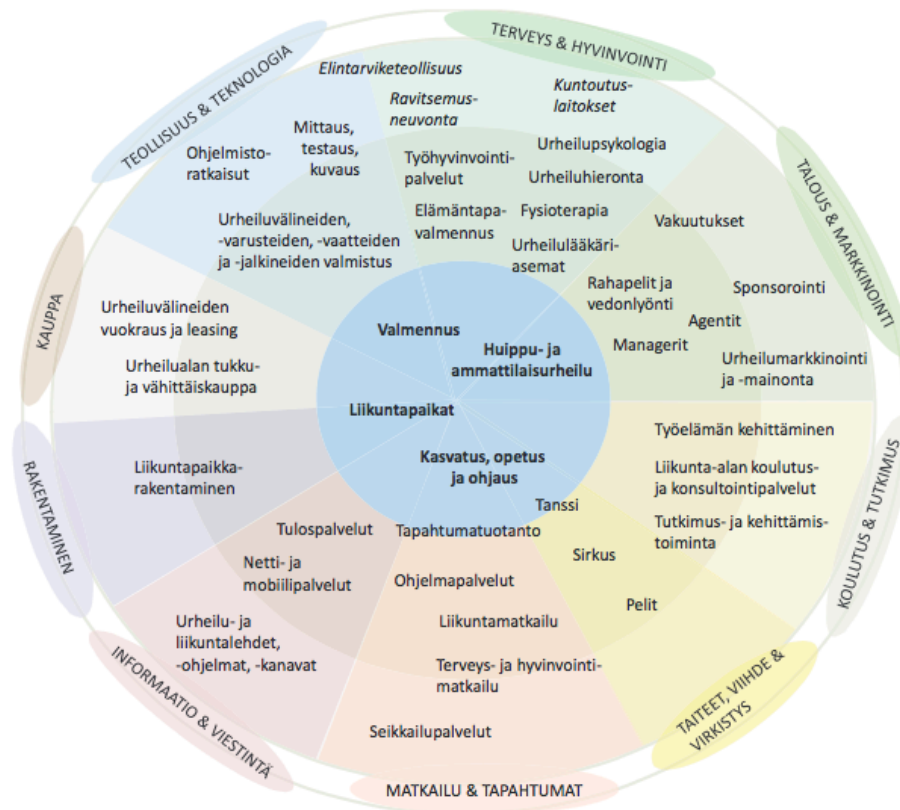 TERVEYS & HYVINVOINTI
TEOLLISUUS & TEKNOLOGIA
Elintarviketeollisuus
Kuntoutus-
laitokset
Ravitsemus-
neuvonta
Mittaus,
testaus,
kuvaus
Ohjelmisto-
ratkaisut
Urheilupsykologia
Työhyvinvointi-
palvelut
Urheiluhieronta
TALOUS & MARKKINOINTI
Elämäntapa-
valmennus
Fysioterapia
Urheilulääkäri-
asemat
Urheiluvälineiden,
-varusteiden, -vaatteiden
ja -jalkineiden valmistus
Vakuutukset
Rahapelit ja
vedonlyönti
Sponsorointi
Agentit
Managerit
Urheilumarkkinointi
ja -mainonta
KAUPPA
Urheiluvälineiden
vuokraus ja leasing
Urheilualan tukku-
ja vähittäiskauppa
Valmennus
Huippu- ja
ammattilaisurheilu
Liikuntapaikat
Kasvatus, opetus
ja ohjaus
Työelämän kehittäminen
Liikunta-alan koulutus-
ja konsultointipalvelut
Tutkimus- ja kehittämis-
toiminta
KOULUTUS & TUTKIMUS
RAKENTAMINEN
Liikuntapaikka-
rakentaminen
Tanssi
Sirkus
Pelit
TAITEET, VIIHDE &
VIRKISTYS
Tulospalvelut
Netti- ja
mobiilipalvelut
Urheilu- ja
liikuntalehdet,
-ohjelmat, -kanavat
INFORMAATIO & VIESTINTÄ
Tapahtumatuotanto
Ohjelmapalvelut
Liikuntamatkailu
Terveys- ja hyvinvointi-
matkailu
Seikkailupalvelut
MATKAILU & TAPAHTUMAT